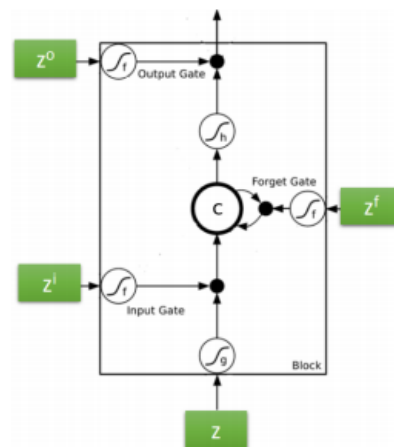 z^o
f
Output Gate
h
Forget Gate
C
f
z^f
z^i
f
Input Gate
g
Block
z